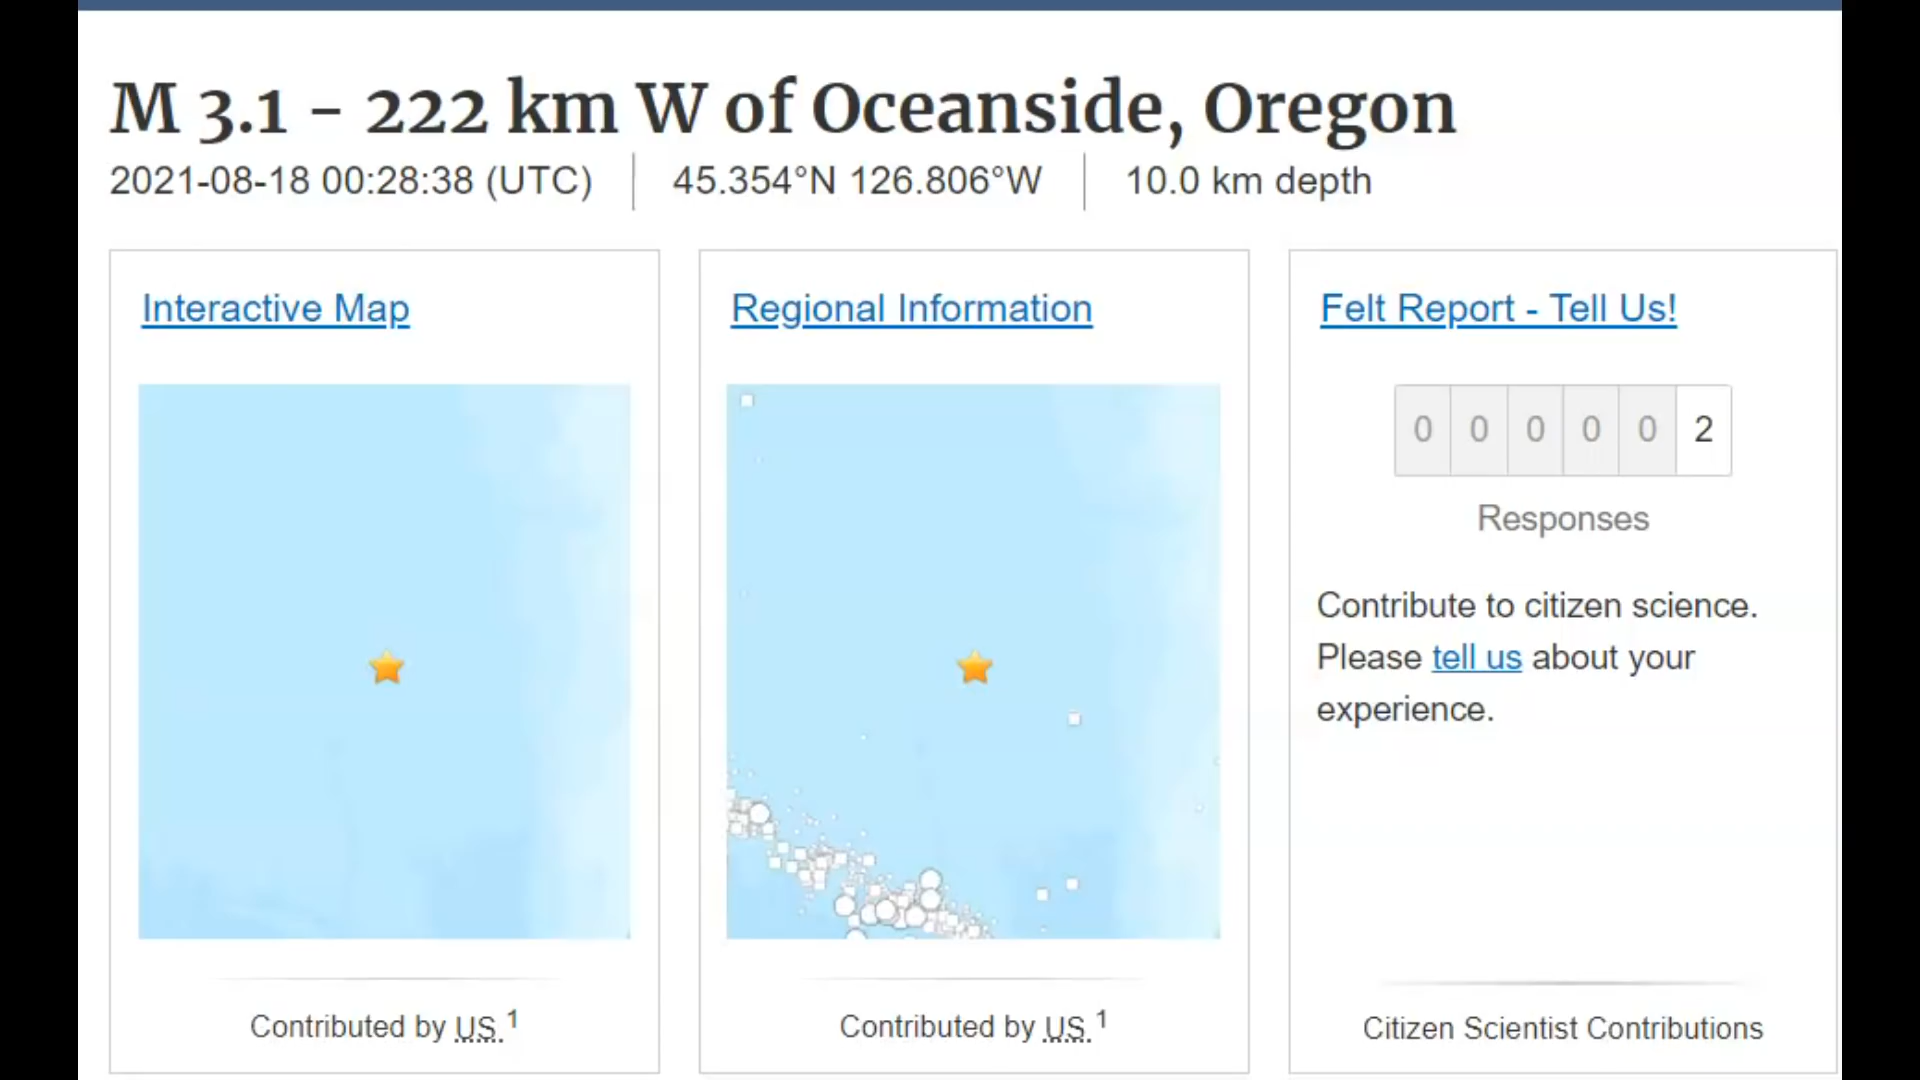 M 3.1 - 222 km W of Oceanside, Oregon
2021-08-18 00:28:38 (UTC) 45.354°N 126.806°W 10.0 km depth
Interactive Map
Contributed by US 1
Regional Information
Contributed by US 1
Felt Report - Tell Us!
0 0 0 0 0 2
Responses
Contribute to citizen science.
Please tell us about your
experience.
Citizen Scientist Contributions